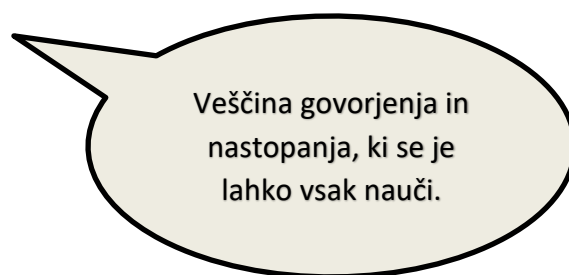 Veščina govorjenja in
nastopanja, ki se je
lahko vsak nauči.